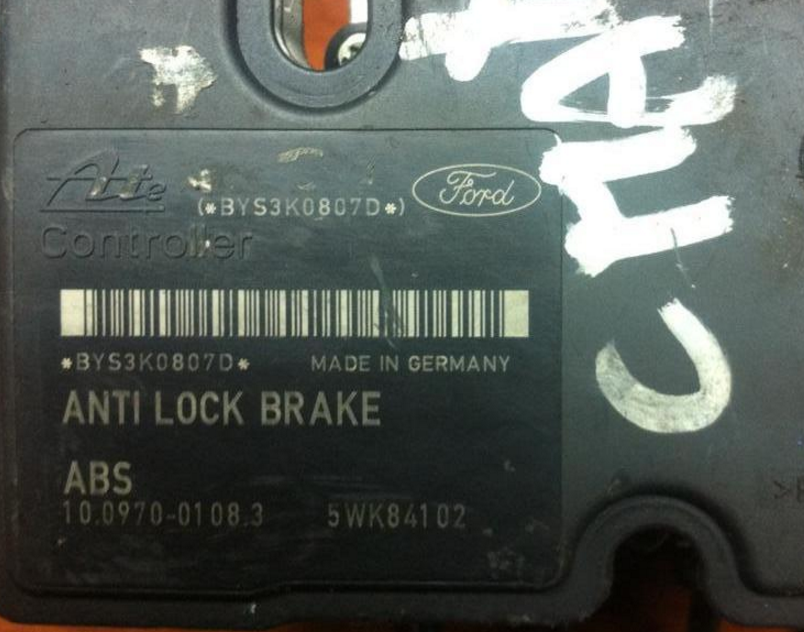 Ate
(*BYS3K0807D*)
Ford
Controller
*BYS3K0807D* MADE IN GERMANY
ANTI LOCK BRAKE
ABS
10.0970-0108.3 5WK84102